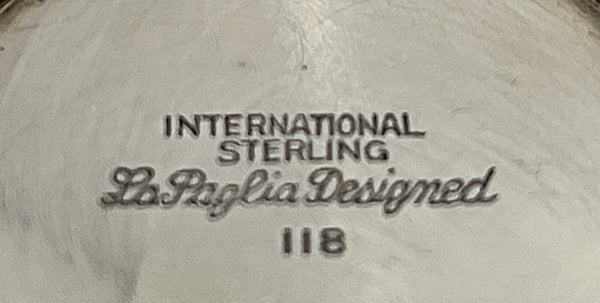 INTERNATIONAL
STERLING
La Paglia Designed
118